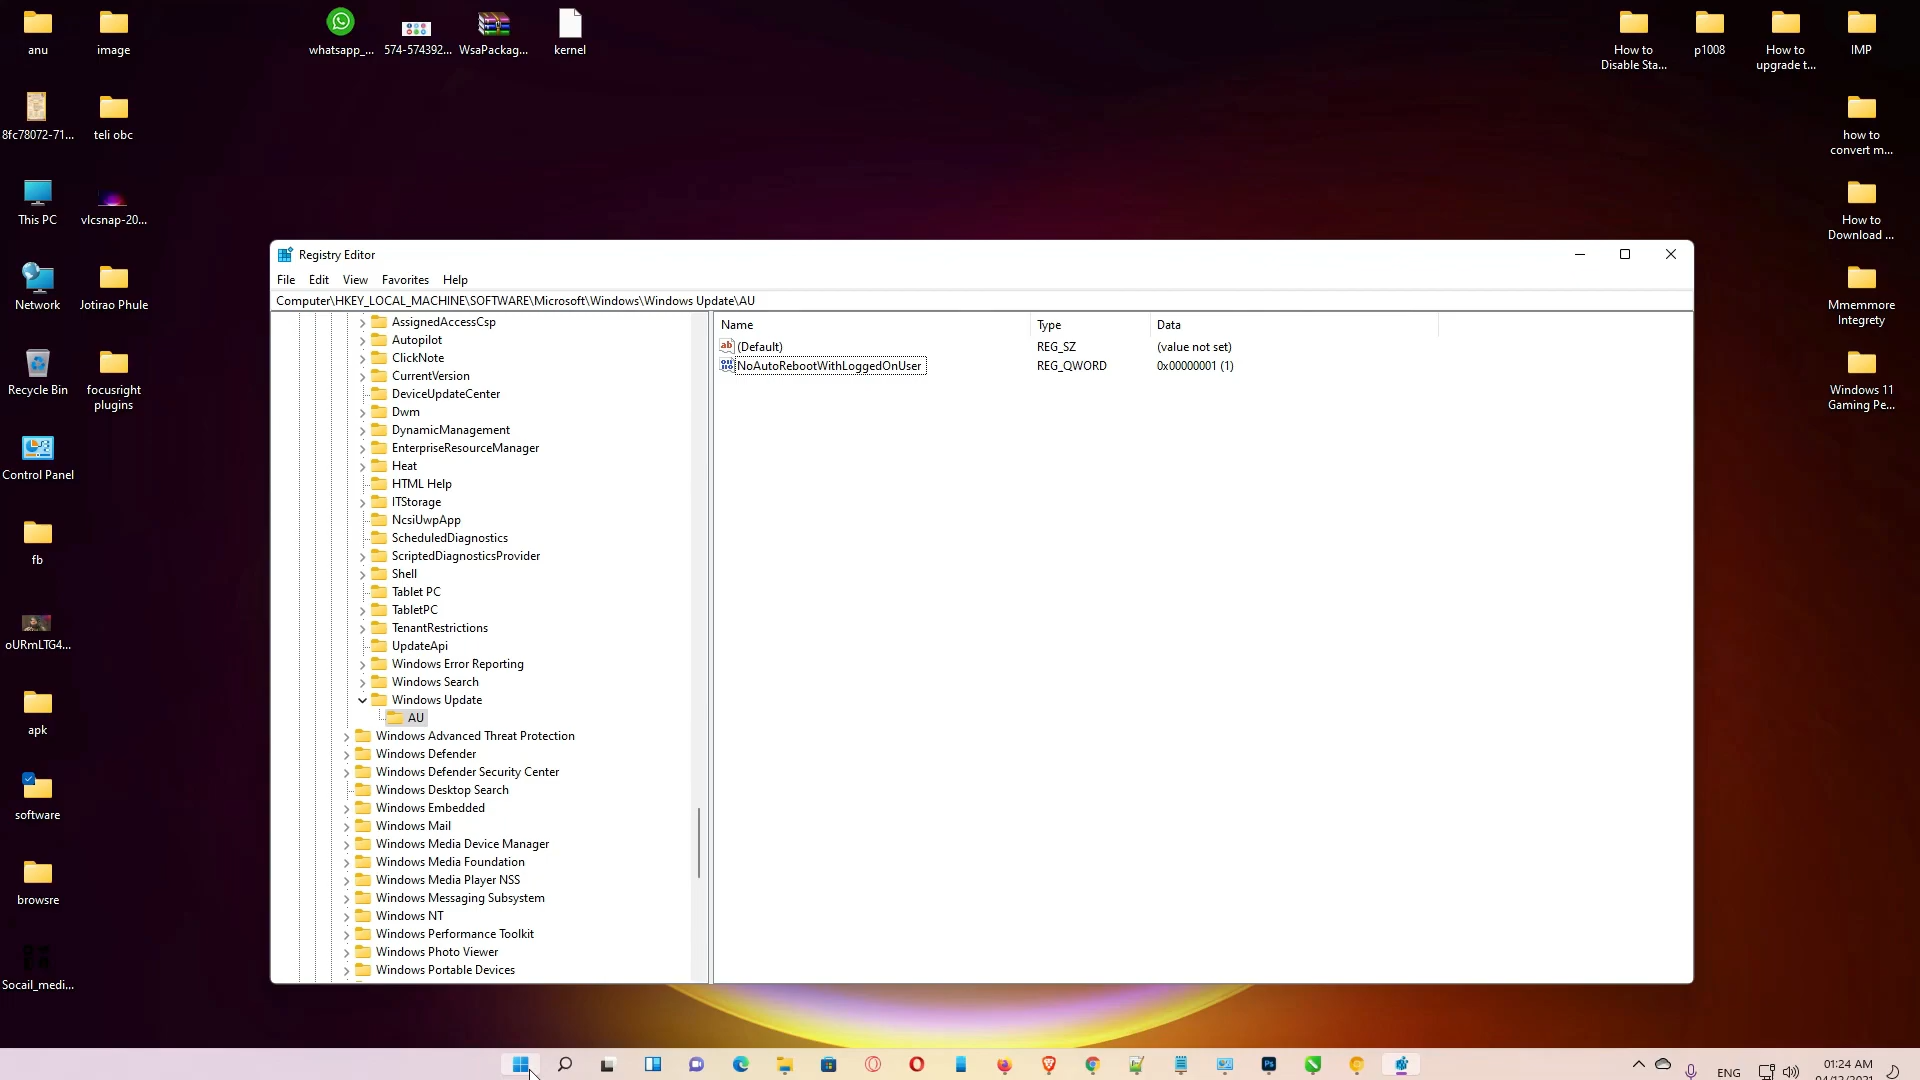 anu
image
whatsapp_...
574-574392...
WsaPackag...
kernel
How to
Disable Sta...
p1008
How to
upgrade t...
IMP
8fc78072-71...
teli obc
how to
convert m...
This PC
vlcsnap-20...
How to
Download ...
Network
Jotirao Phule
Mmemmore
Integrety
Recycle Bin
focusright
plugins
Windows 11
Gaming Pe...
Control Panel
fb
oURmLTG4...
apk
software
browsre
Socail_medi...
Registry Editor
File Edit View Favorites Help
Computer\HKEY_LOCAL_MACHINE\SOFTWARE\Microsoft\Windows\Windows Update\AU
AssignedAccessCsp
Autopilot
ClickNote
CurrentVersion
DeviceUpdateCenter
Dwm
DynamicManagement
EnterpriseResourceManager
Heat
HTML Help
ITStorage
NcsiUwpApp
ScheduledDiagnostics
ScriptedDiagnosticsProvider
Shell
Tablet PC
TabletPC
TenantRestrictions
UpdateApi
Windows Error Reporting
Windows Search
Windows Update
AU
Windows Advanced Threat Protection
Windows Defender
Windows Defender Security Center
Windows Desktop Search
Windows Embedded
Windows Mail
Windows Media Device Manager
Windows Media Foundation
Windows Media Player NSS
Windows Messaging Subsystem
Windows NT
Windows Performance Toolkit
Windows Photo Viewer
Windows Portable Devices
Name Type Data
(Default) REG_SZ (value not set)
NoAutoRebootWithLoggedOnUser REG_QWORD 0x00000001 (1)
ENG
01:24 AM